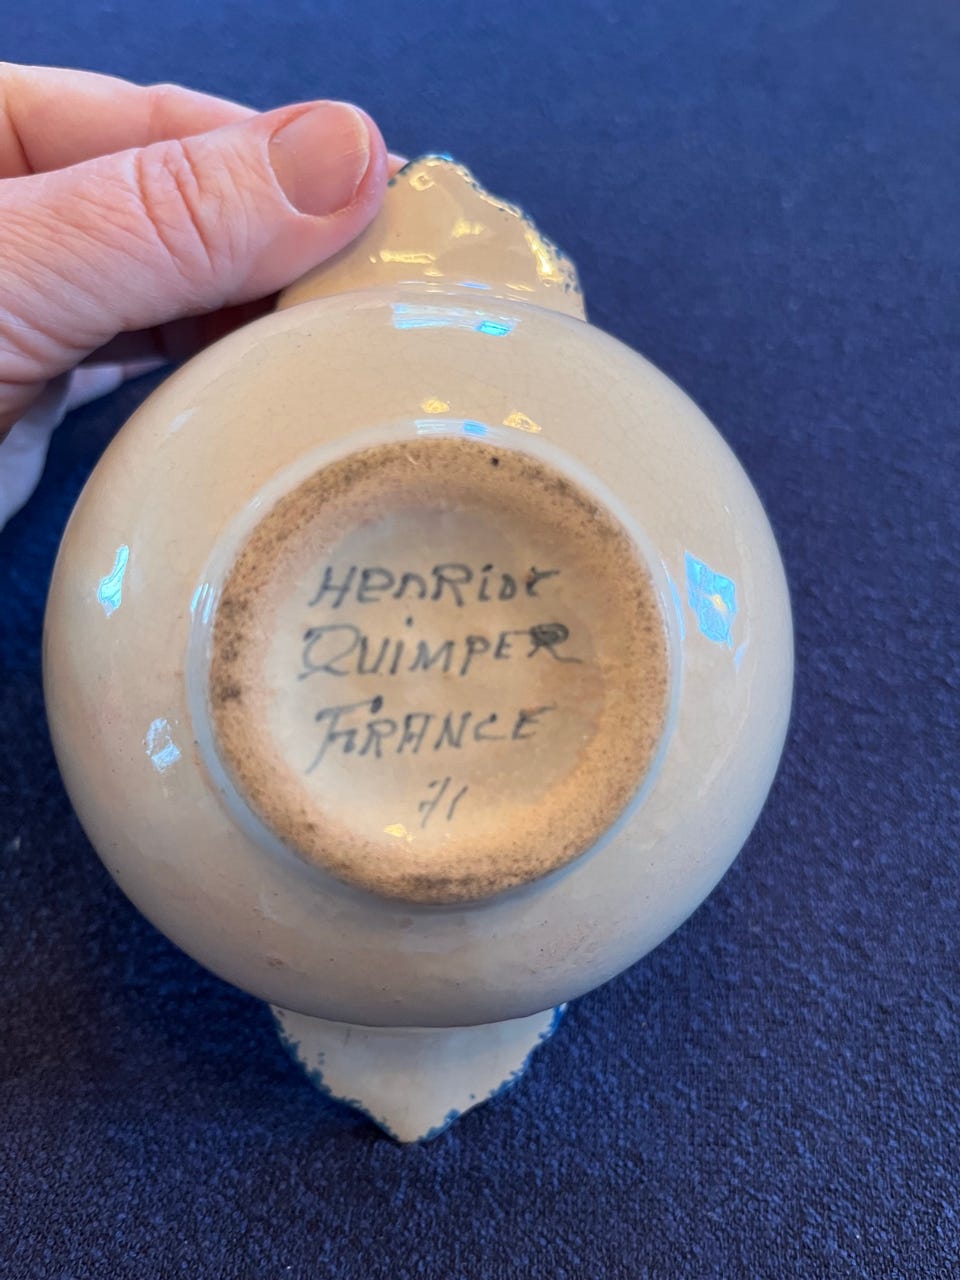 HenRiot
QUIMPER
FRANCE
71